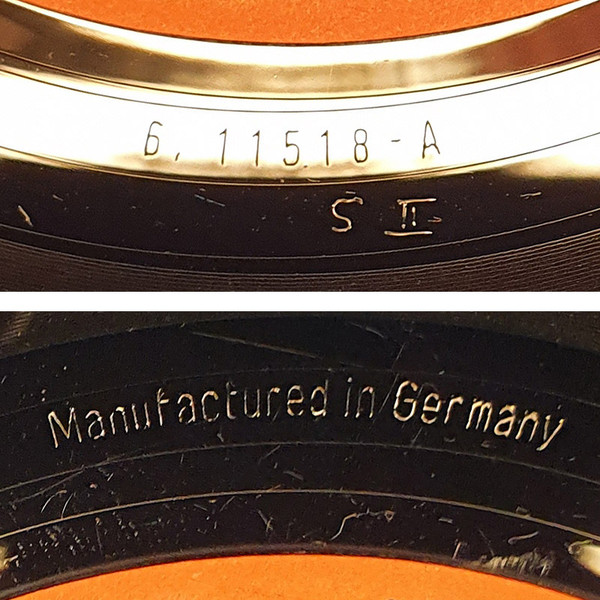 6. 11518-A
S II
Manufactured in Germany